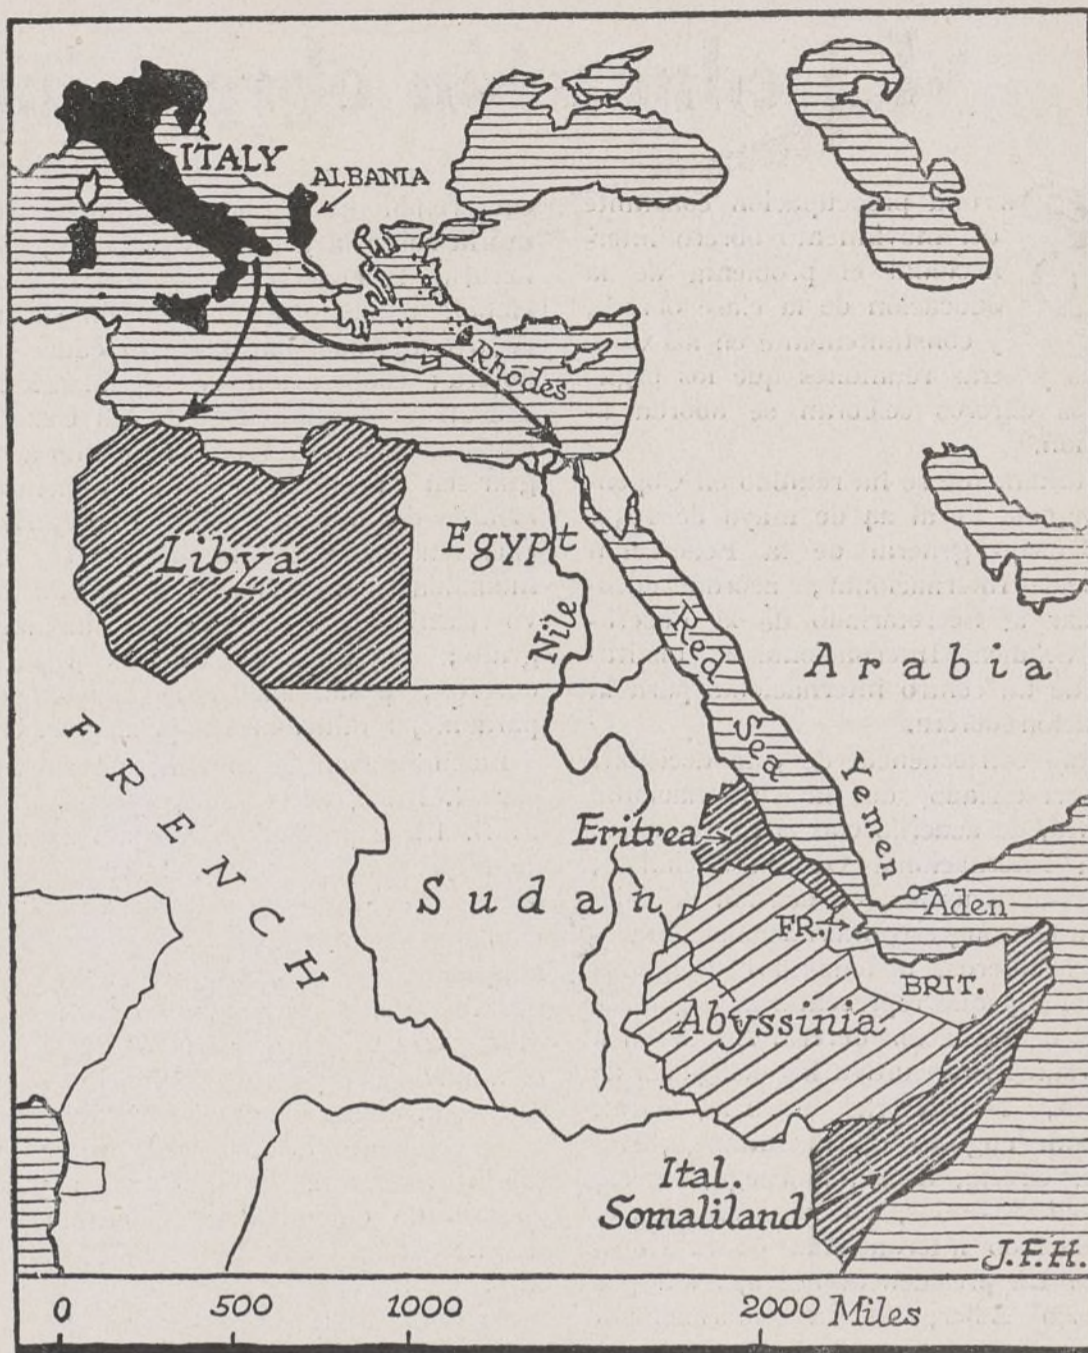 ITALY
ALBANIA
Rhodes
Libya
Egypt
Nile
Red
Sea
Arabia
Yemen
FRENCH
Eritrea
Sudan
Aden
FR.
BRIT.
Abyssinia
Ital.
Somaliland
J.F.H.
0 500 1000 2000 Miles